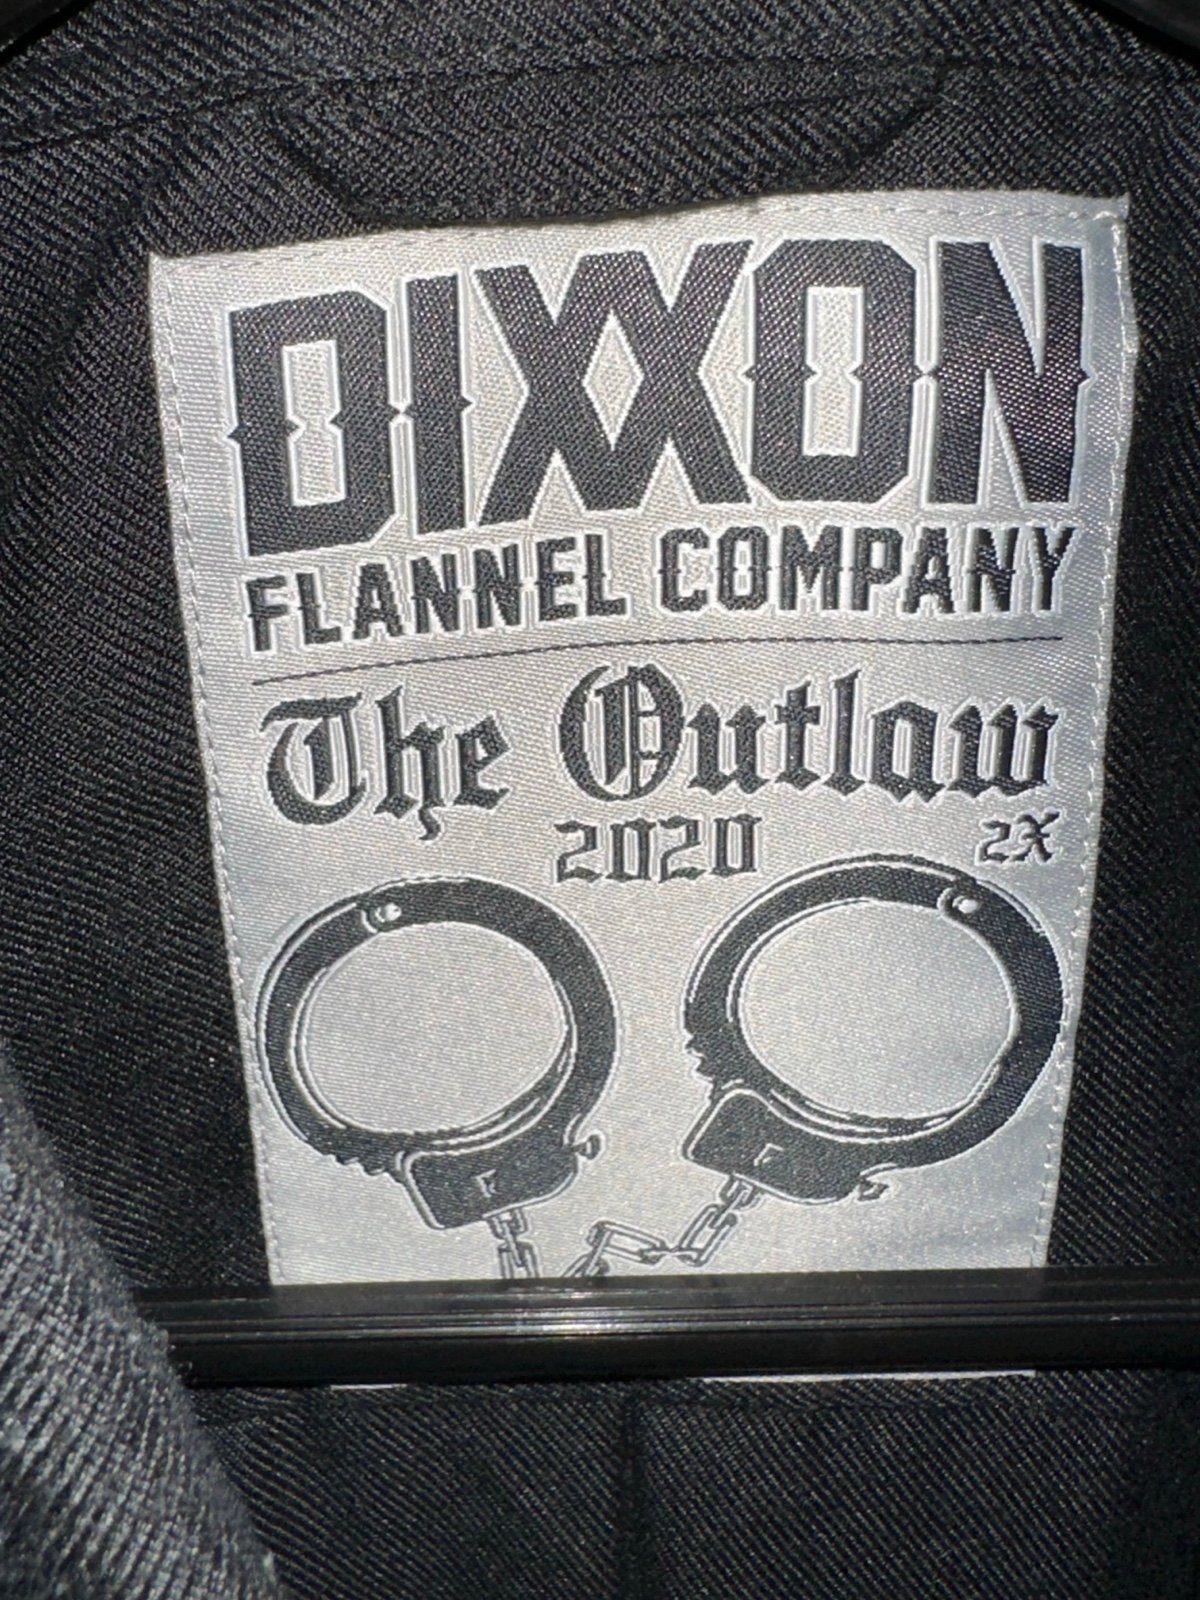 DIXXON
FLANNEL COMPANY
The Outlaw
2020
2X